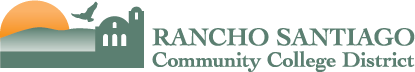 RANCHO SANTIAGO
Community College District